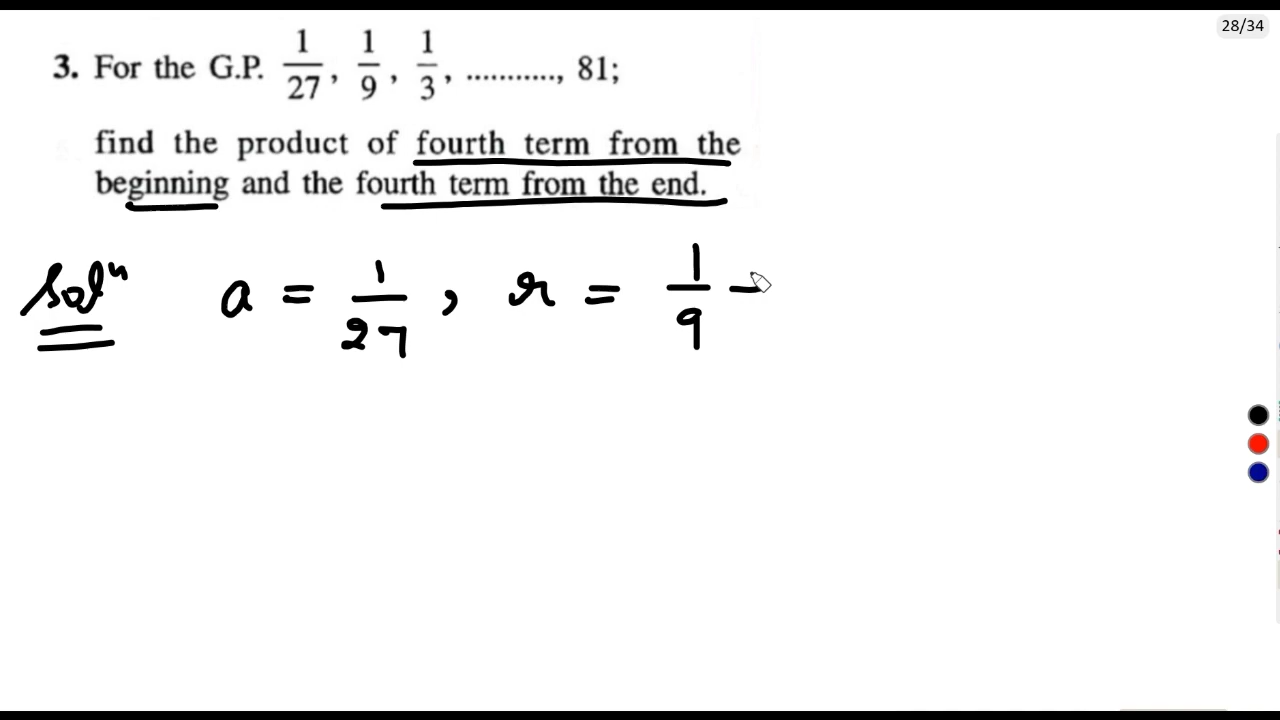 28/34
3. For the G.P. 1/27, 1/9, 1/3, ..........., 81;
find the product of fourth term from the
beginning and the fourth term from the end.
Solⁿ a = 1/27, r = 1/9 -